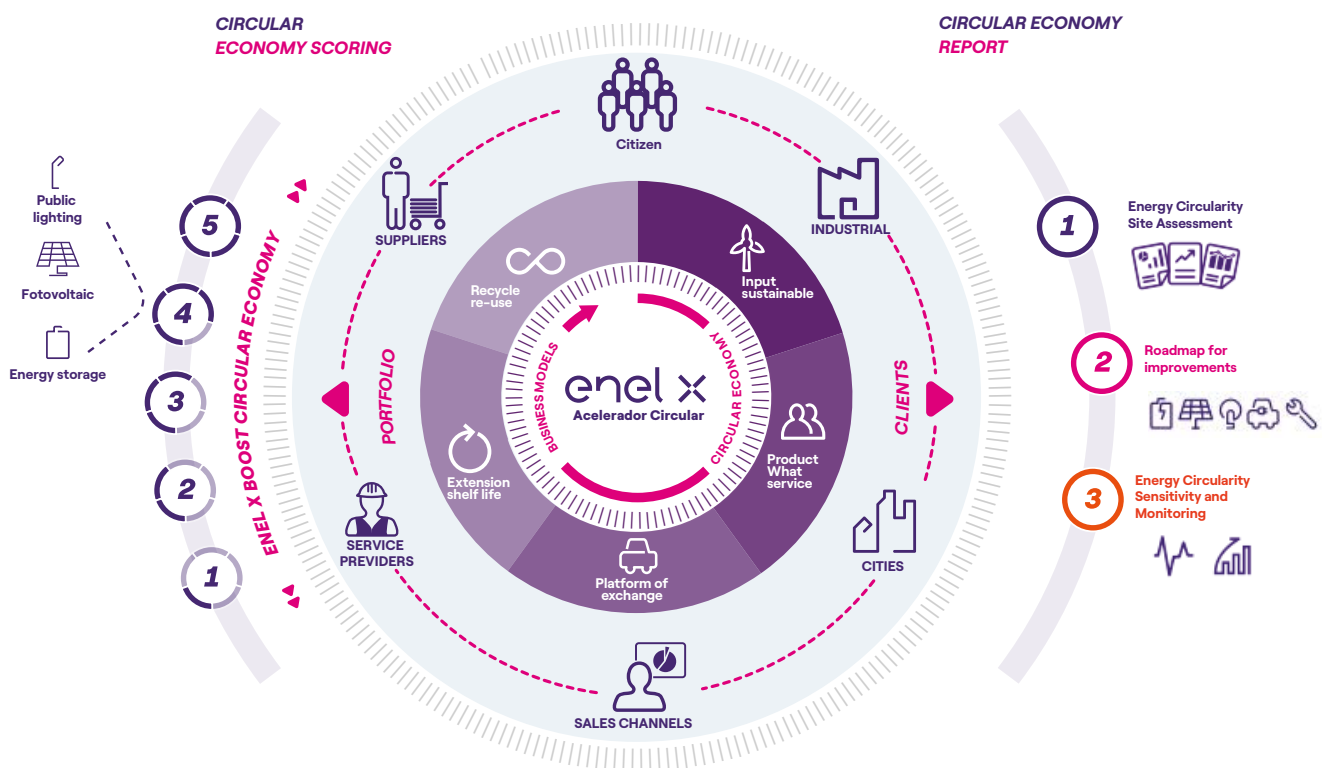 CIRCULAR
ECONOMY SCORING
CIRCULAR ECONOMY
REPORT
Public
lighting
Fotovoltaic
Energy storage
5
4
3
2
1
ENEL X BOOST CIRCULAR ECONOMY
Citizen
SUPPLIERS
INDUSTRIAL
PORTFOLIO
CLIENTS
SERVICE
PROVIDERS
CITIES
SALES CHANNELS
Recycle
re-use
Input
sustainable
Extension
shelf life
Product
What
service
Platform of
exchange
BUSINESS MODELS
CIRCULAR ECONOMY
enel x
Acelerador Circular
1
Energy Circularity
Site Assessment
2
Roadmap for
improvements
3
Energy Circularity
Sensitivity and
Monitoring